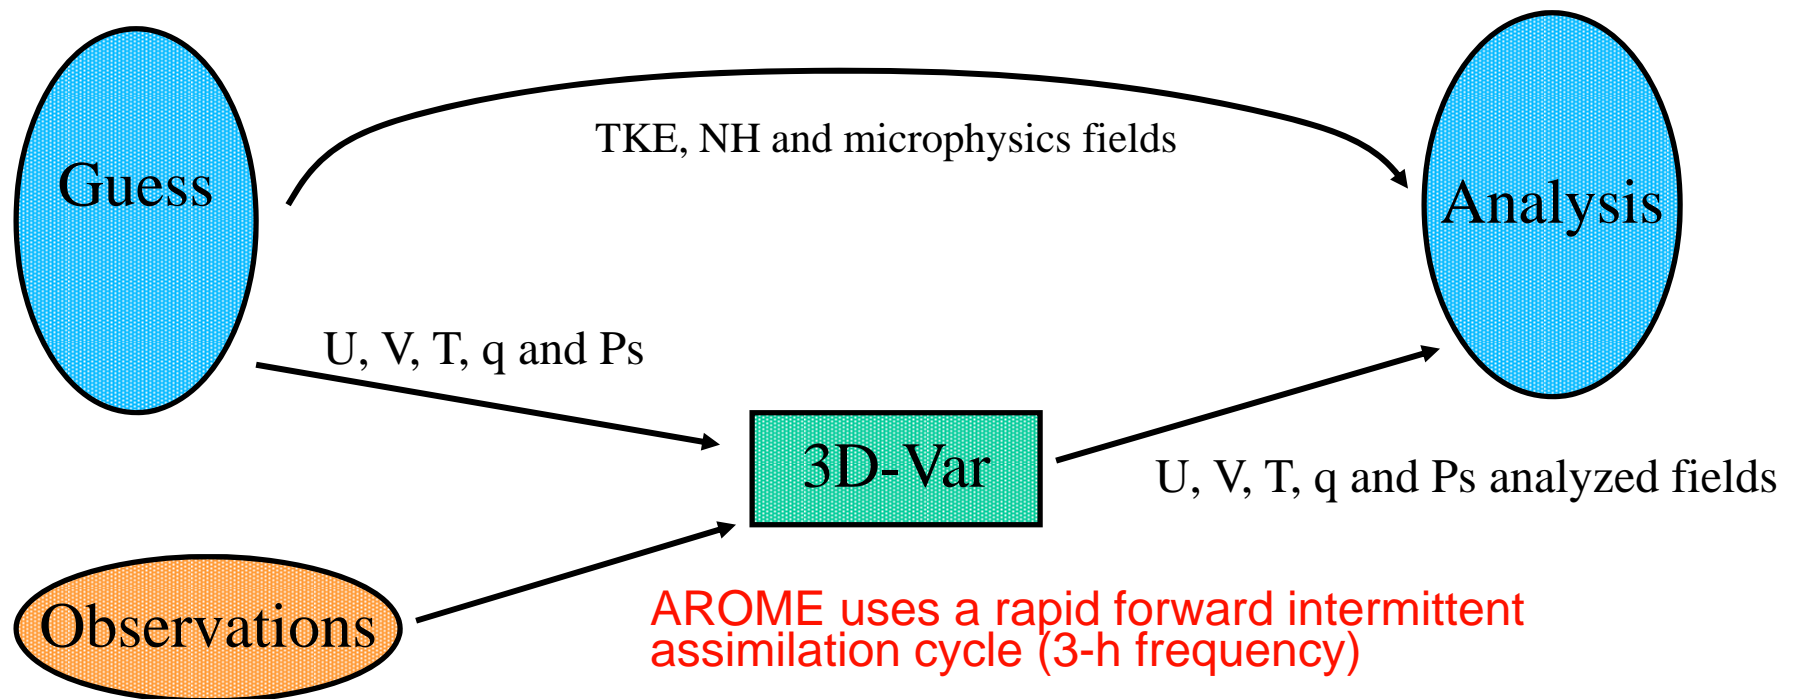 Guess
TKE, NH and microphysics fields
Analysis
U, V, T, q and Ps
3D-Var
U, V, T, q and Ps analyzed fields
Observations
AROME uses a rapid forward intermittent
assimilation cycle (3-h frequency)